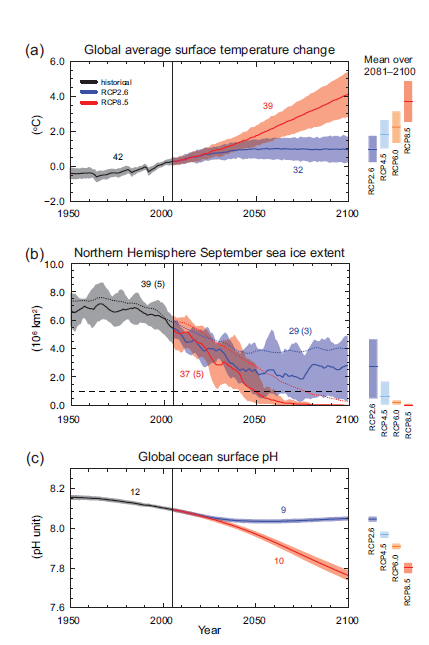 (a) Global average surface temperature change
Mean over
2081–2100
6.0
4.0
2.0
0.0
−2.0
(ºC)
historical
RCP2.6
RCP8.5
42
39
32
1950
2000
2050
2100
RCP2.6
RCP4.5
RCP6.0
RCP8.5
(b) Northern Hemisphere September sea ice extent
10.0
8.0
6.0
4.0
2.0
0.0
(10⁶ km²)
39 (5)
29 (3)
37 (5)
1950
2000
2050
2100
RCP2.6
RCP4.5
RCP6.0
RCP8.5
(c) Global ocean surface pH
8.2
8.0
7.8
7.6
(pH unit)
12
9
10
1950
2000
2050
2100
Year
RCP2.6
RCP4.5
RCP6.0
RCP8.5